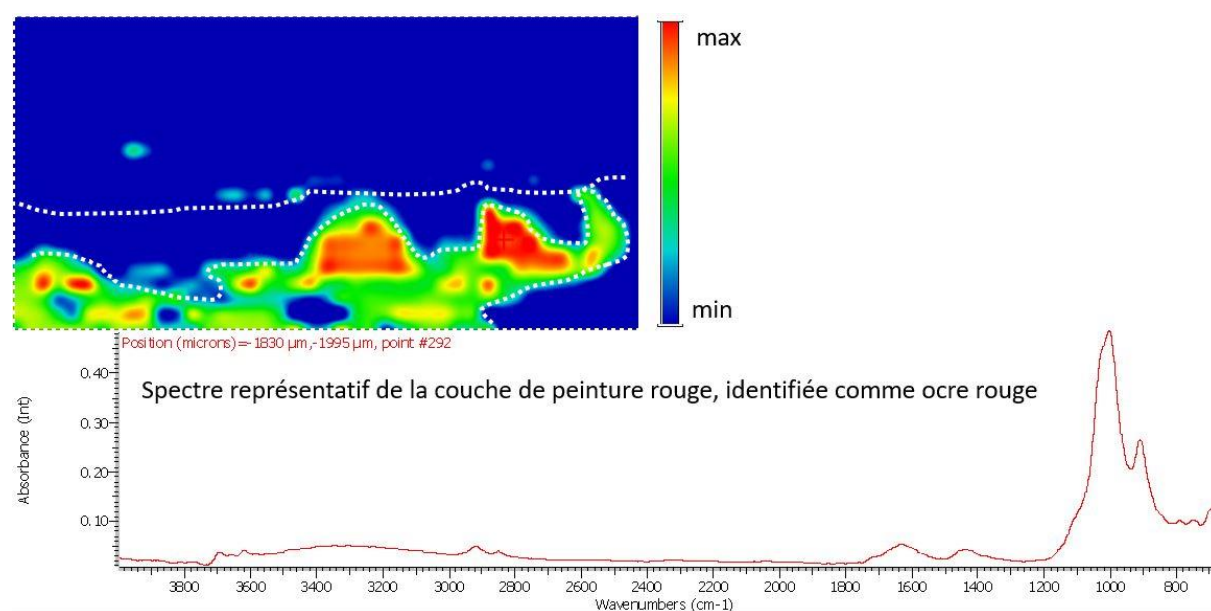 max
min
Position (microns)=-1830 µm,-1995 µm, point #292
Spectre représentatif de la couche de peinture rouge, identifiée comme ocre rouge
Absorbance (Int)
0.40
0.30
0.20
0.10
3800 3600 3400 3200 3000 2800 2600 2400 2200 2000 1800 1600 1400 1200 1000 800
Wavenumbers (cm-1)